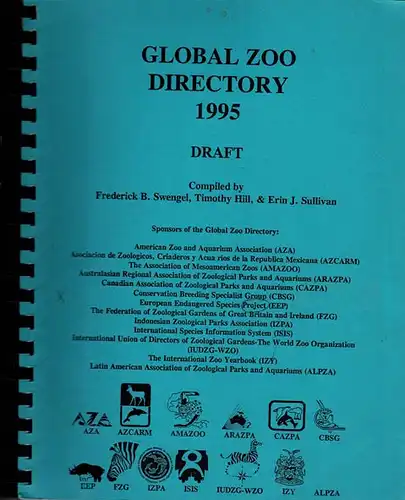 GLOBAL ZOO
DIRECTORY
1995
DRAFT
Compiled by
Frederick B. Swengel, Timothy Hill, & Erin J. Sullivan
Sponsors of the Global Zoo Directory:
American Zoo and Aquarium Association (AZA)
Asociacion de Zoologicos, Criaderos y Acua rios de la Republica Mexicana (AZCARM)
The Association of Mesoamerican Zoos (AMAZOO)
Australasian Regional Association of Zoological Parks and Aquariums (ARAZPA)
Canadian Association of Zoological Parks and Aquariums (CAZPA)
Conservation Breeding Specialist Group (CBSG)
European Endangered Species Project (EEP)
The Federation of Zoological Gardens of Great Britain and Ireland (FZG)
Indonesian Zoological Parks Association (IZPA)
International Species Information System (ISIS)
International Union of Directors of Zoological Gardens-The World Zoo Organization
(IUDZG-WZO)
The International Zoo Yearbook (IZY)
Latin American Association of Zoological Parks and Aquariums (ALPZA)
AZA
AZA AZCARM AMAZOO ARAZPA CAZPA CBSG
EEP FZG IZPA ISIS IUDZG-WZO IZY ALPZA